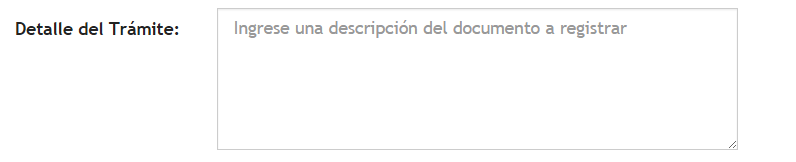 Detalle del Trámite:
Ingrese una descripción del documento a registrar